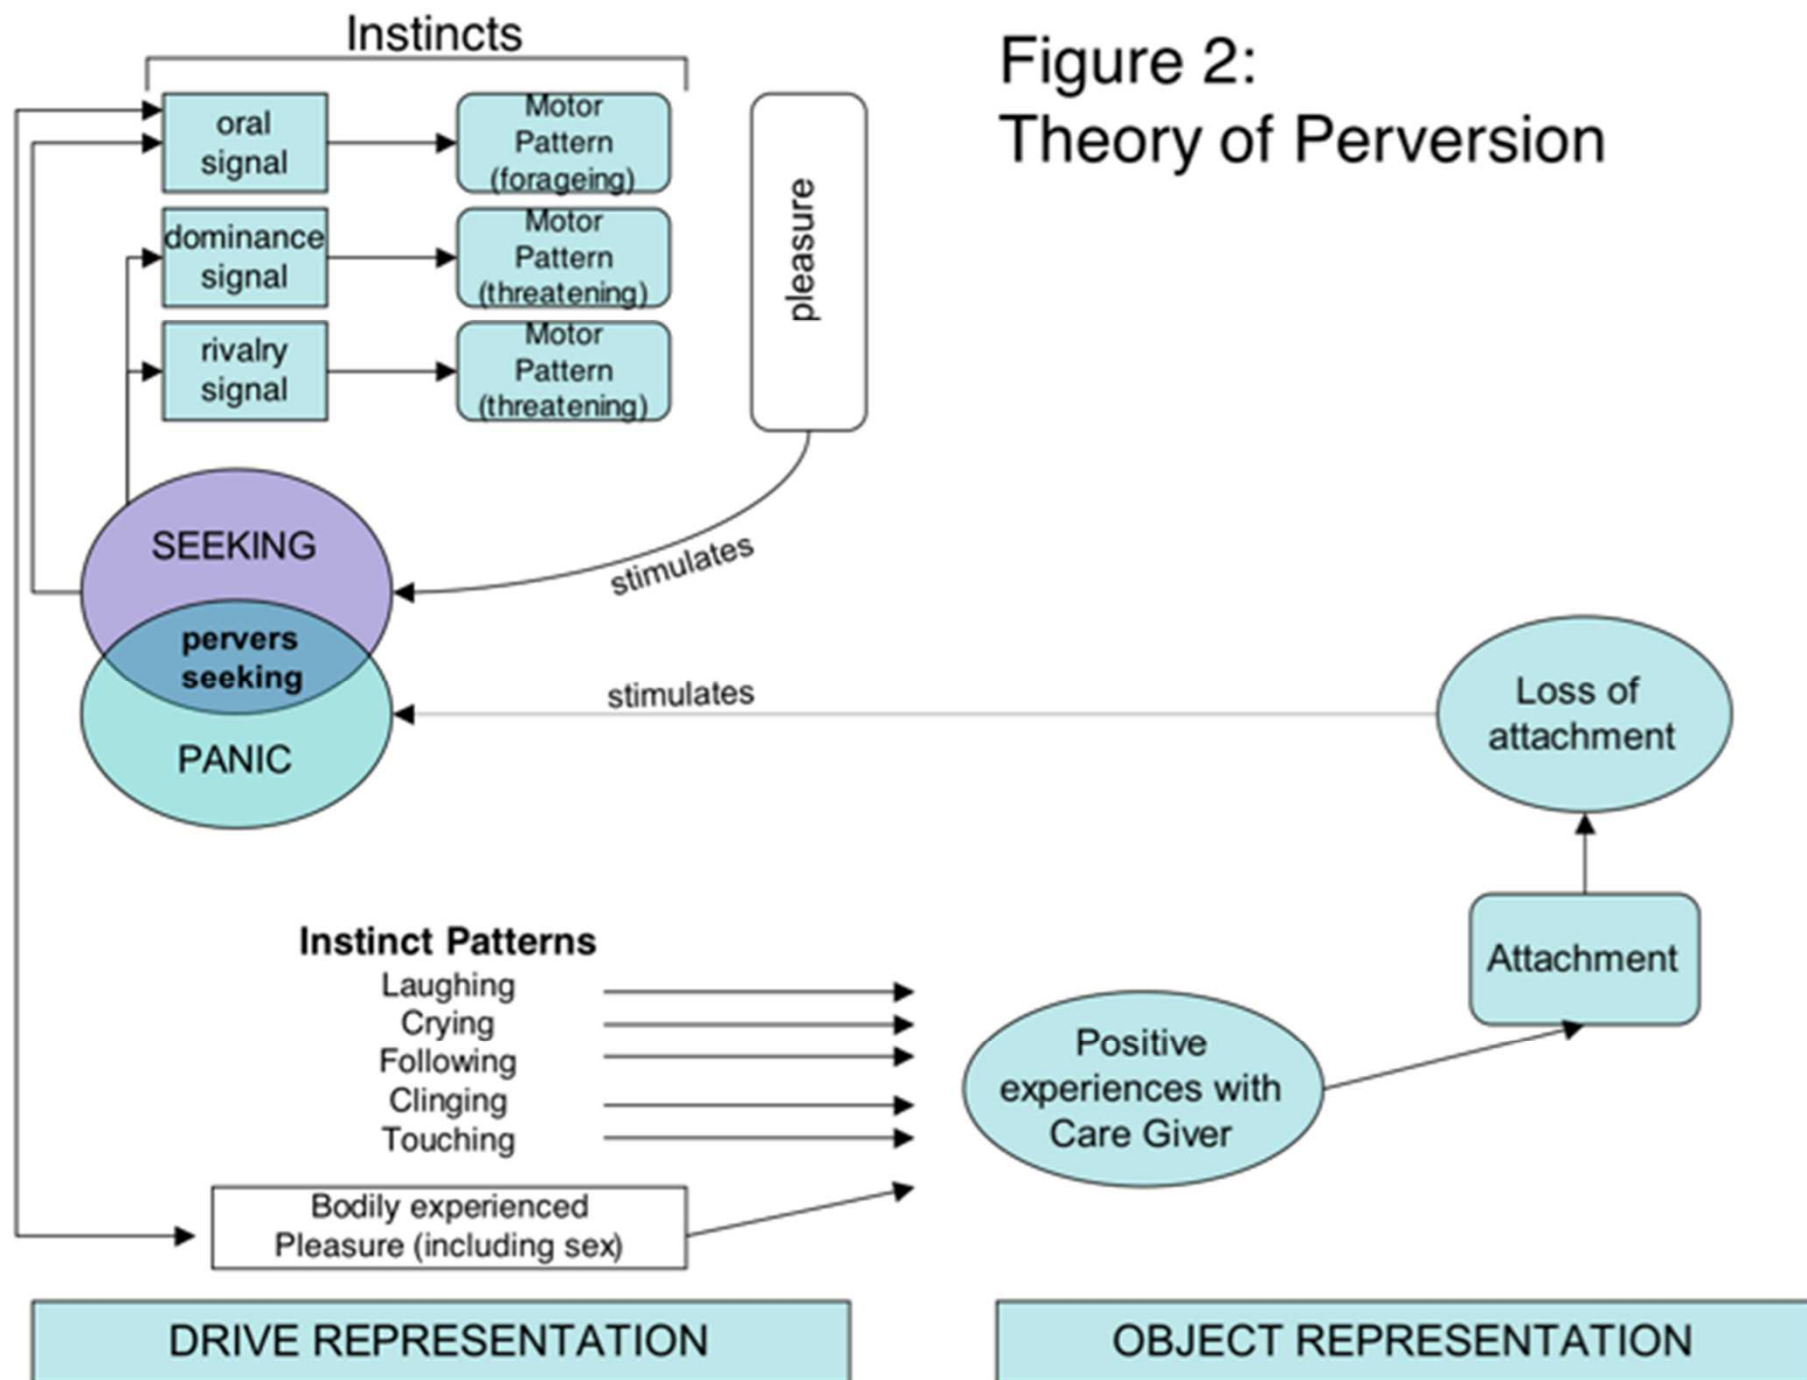 Instincts
Figure 2:
Theory of Perversion
oral
signal
Motor
Pattern
(forageing)
dominance
signal
Motor
Pattern
(threatening)
rivalry
signal
Motor
Pattern
(threatening)
pleasure
SEEKING
stimulates
pervers
seeking
stimulates
PANIC
Loss of
attachment
Attachment
Instinct Patterns
Laughing
Crying
Following
Clinging
Touching
Positive
experiences with
Care Giver
Bodily experienced
Pleasure (including sex)
DRIVE REPRESENTATION
OBJECT REPRESENTATION